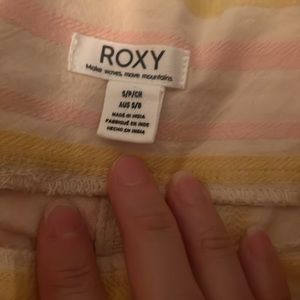 ROXY
Make waves, move mountains.
S/P/CH
AUS S/8
MADE IN INDIA
FABRIQUÉ EN INDE
HECHO EN INDIA